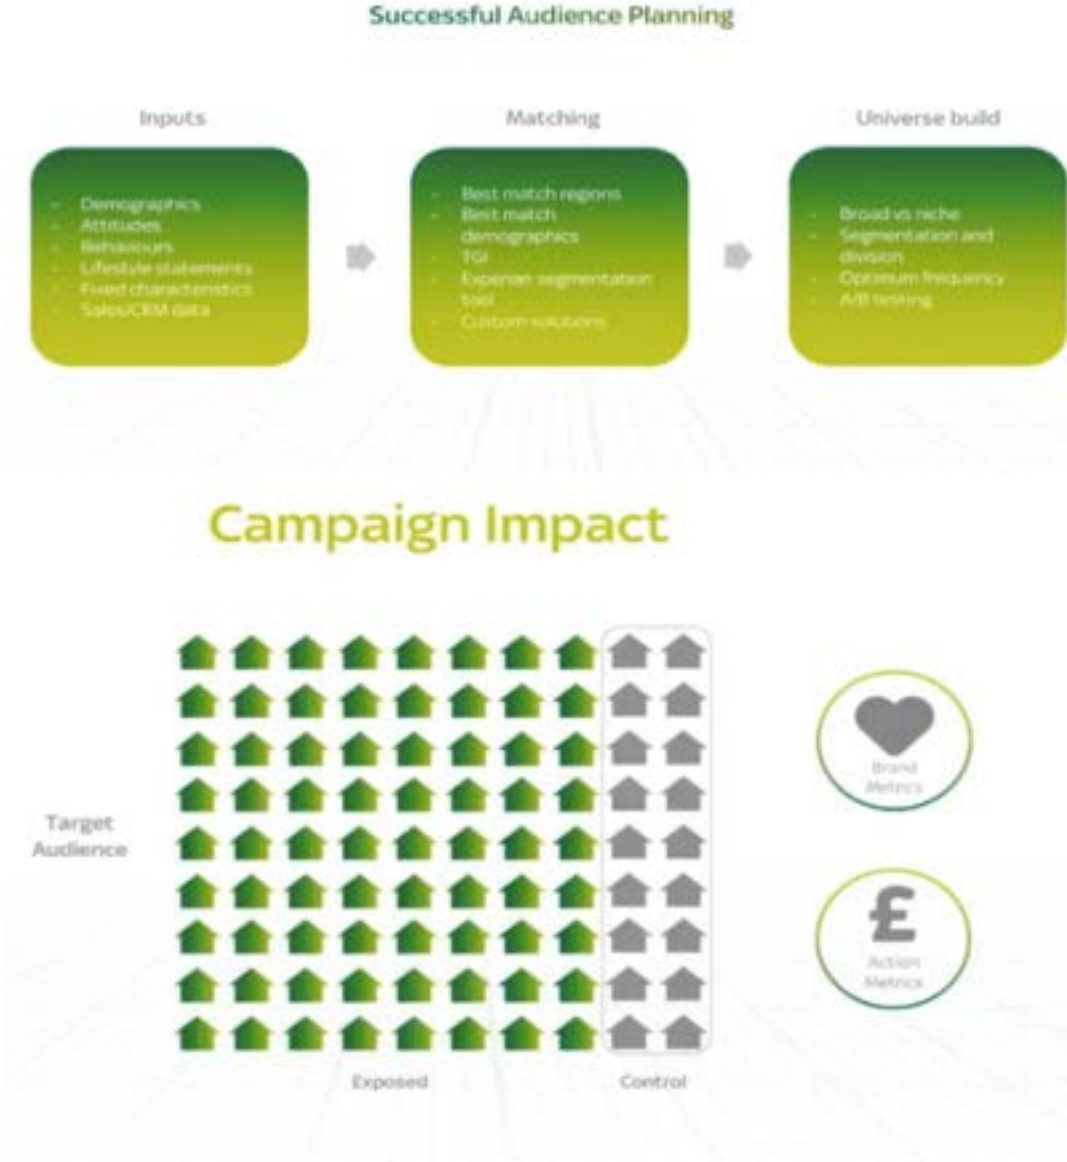 Successful Audience Planning
Inputs
- Demographics
- Attitudes
- Behaviours
- Lifestyle statements
- Fixed characteristics
- Sales/CRM data
Matching
- Best match regions
- Best match
demographics
- TGI
- Experian segmentation
tool
- Custom solutions
Universe build
- Broad vs niche
- Segmentation and
division
- Optimum frequency
- A/B testing
Campaign Impact
Target
Audience
Exposed
Control
Brand
Metrics
£
Action
Metrics